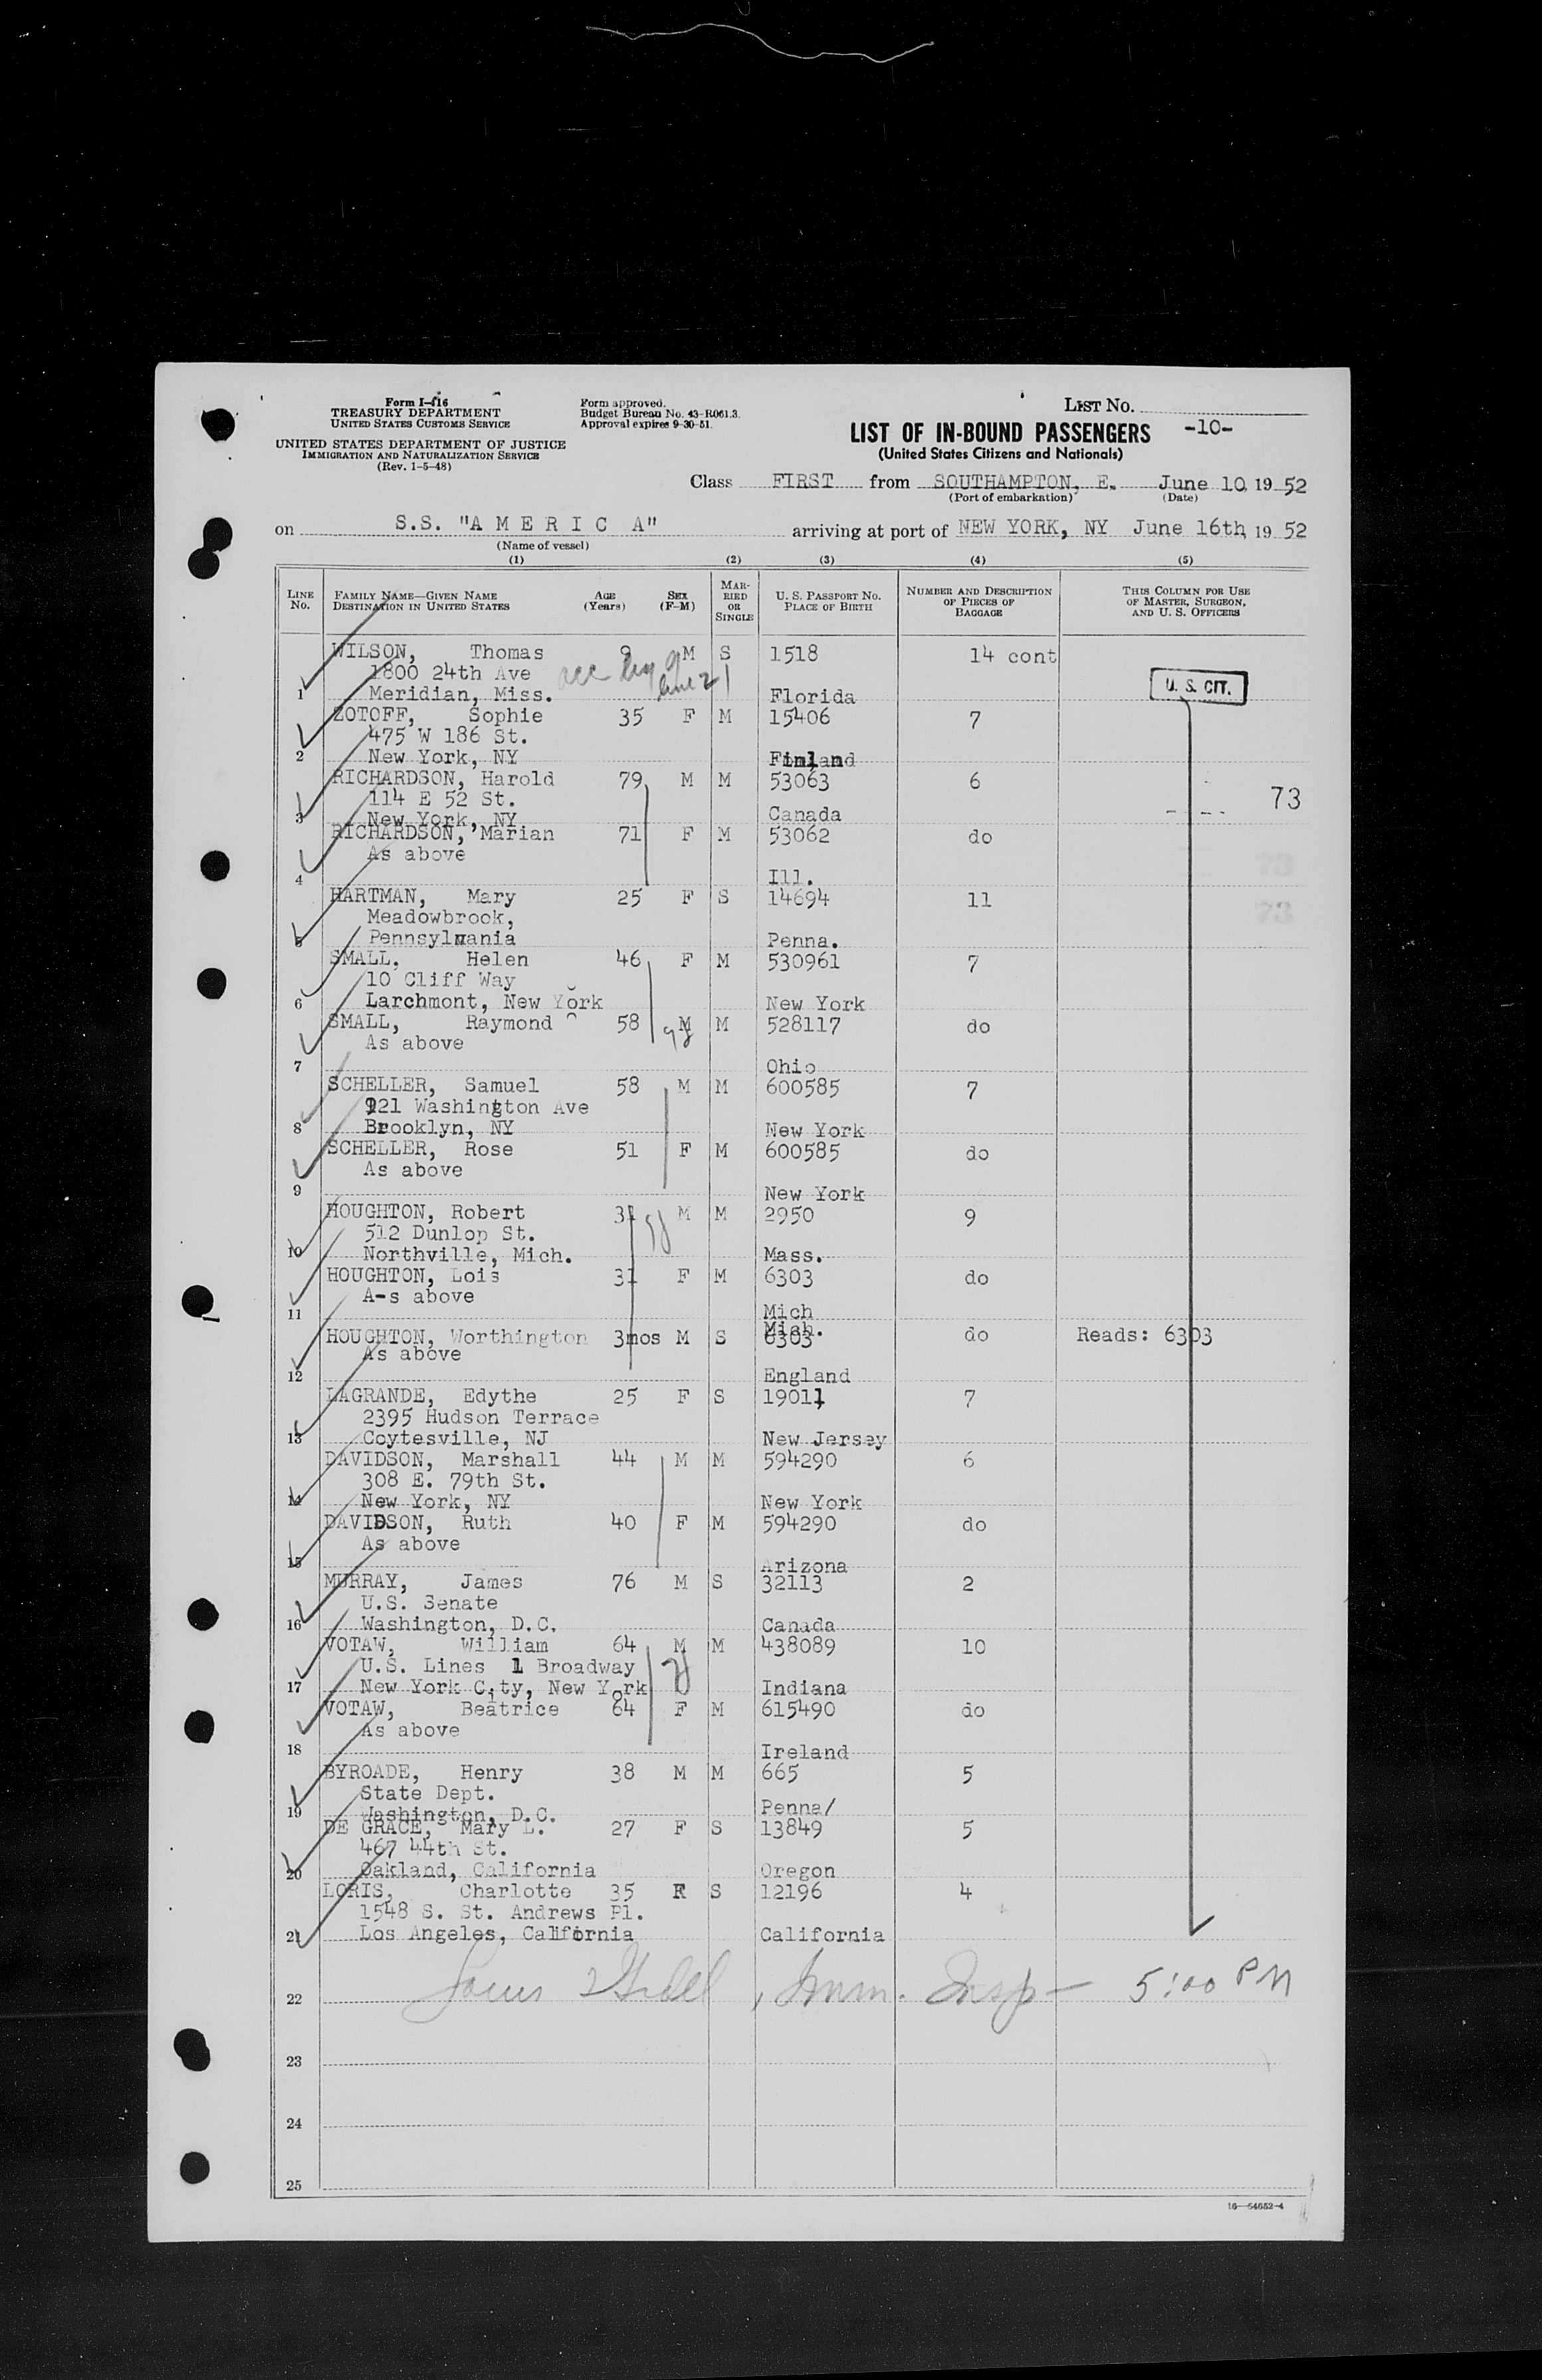 Form I-416
TREASURY DEPARTMENT
UNITED STATES CUSTOMS SERVICE
UNITED STATES DEPARTMENT OF JUSTICE
IMMIGRATION AND NATURALIZATION SERVICE
(Rev. 1-5-48)
Form approved.
Budget Bureau No. 43-R061.3.
Approval expires 9-30-51.
LIST NO.
-10-
LIST OF IN-BOUND PASSENGERS
(United States Citizens and Nationals)
Class FIRST from SOUTHAMPTON, E. June 10, 19 52
(Port of embarkation) (Date)
on S.S. "A M E R I C A" arriving at port of NEW YORK, NY June 16th, 19 52
(Name of vessel)
(1) (2) (3) (4) (5)
LINE NO. FAMILY NAME—GIVEN NAME DESTINATION IN UNITED STATES AGE (Years) SEX (F-M) MARRIED OR SINGLE U. S. PASSPORT NO. PLACE OF BIRTH NUMBER AND DESCRIPTION OF PIECES OF BAGGAGE THIS COLUMN FOR USE OF MASTER, SURGEON, AND U. S. OFFICERS
WILSON, Thomas 9 M S 1518 14 cont
1800 24th Ave acc by line 21 U. S. CIT.
1 Meridian, Miss. Florida
ZOTOFF, Sophie 35 F M 15406 7
475 W 186 St.
2 New York, NY Finland
RICHARDSON, Harold 79 M M 53063 6
114 E 52 St. 73
3 New York, NY Canada
RICHARDSON, Marian 71 F M 53062 do
As above
4 Ill.
HARTMAN, Mary 25 F S 14694 11
Meadowbrook,
5 Pennsylvania Penna.
SMALL, Helen 46 F M 530961 7
10 Cliff Way
6 Larchmont, New York New York
SMALL, Raymond 58 M M 528117 do
As above
7 Ohio
SCHELLER, Samuel 58 M M 600585 7
921 Washington Ave
8 Brooklyn, NY New York
SCHELLER, Rose 51 F M 600585 do
As above
9 New York
HOUGHTON, Robert 31 M M 2950 9
512 Dunlop St.
10 Northville, Mich. Mass.
HOUGHTON, Lois 31 F M 6303 do
A-s above
11 Mich
Mich.
HOUGHTON, Worthington 3mos M S 6303 do Reads: 6303
As above
12 England
LAGRANDE, Edythe 25 F S 19011 7
2395 Hudson Terrace
13 Coytesville, NJ New Jersey
DAVIDSON, Marshall 44 M M 594290 6
308 E. 79th St.
14 New York, NY New York
DAVIDSON, Ruth 40 F M 594290 do
As above
15 Arizona
MURRAY, James 76 M S 32113 2
U.S. Senate
16 Washington, D.C. Canada
VOTAW, William 64 M M 438089 10
U.S. Lines 1 Broadway
17 New York City, New York Indiana
VOTAW, Beatrice 64 F M 615490 do
As above
18 Ireland
BYROADE, Henry 38 M M 665 5
State Dept.
19 Washington, D.C. Penna/
DE GRACE, Mary L. 27 F S 13849 5
467 44th St.
20 Oakland, California Oregon
LORIS, Charlotte 35 F S 12196 4
1548 S. St. Andrews Pl.
21 Los Angeles, California California
22 , Imm. Insp — 5:00 PM
23
24
25
16—54652-4